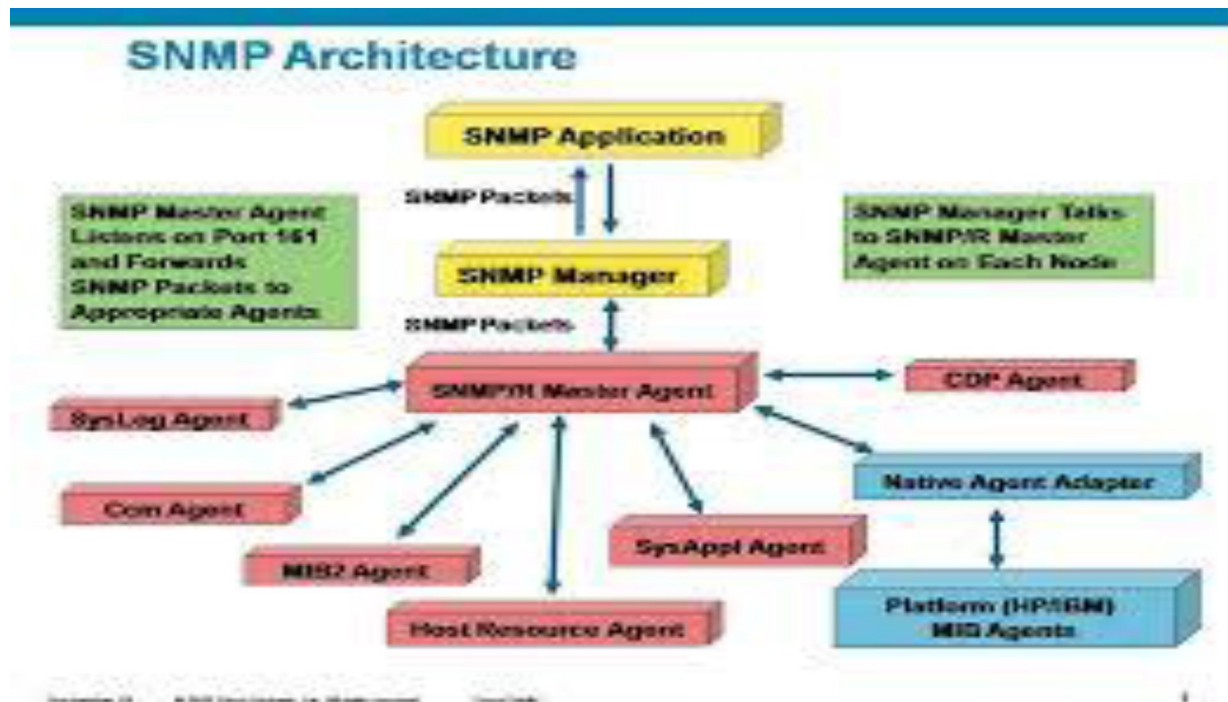 SNMP Architecture
SNMP Application
SNMP Packets
SNMP Master Agent
Listens on Port 161
and Forwards
SNMP Packets to
Appropriate Agents
SNMP Manager Talks
to SNMP/R Master
Agent on Each Node
SNMP Manager
SNMP Packets
SNMP/R Master Agent
CDP Agent
SysLog Agent
Native Agent Adapter
Com Agent
SysAppl Agent
MIB2 Agent
Platform (HP/IBM)
MIB Agents
Host Resource Agent